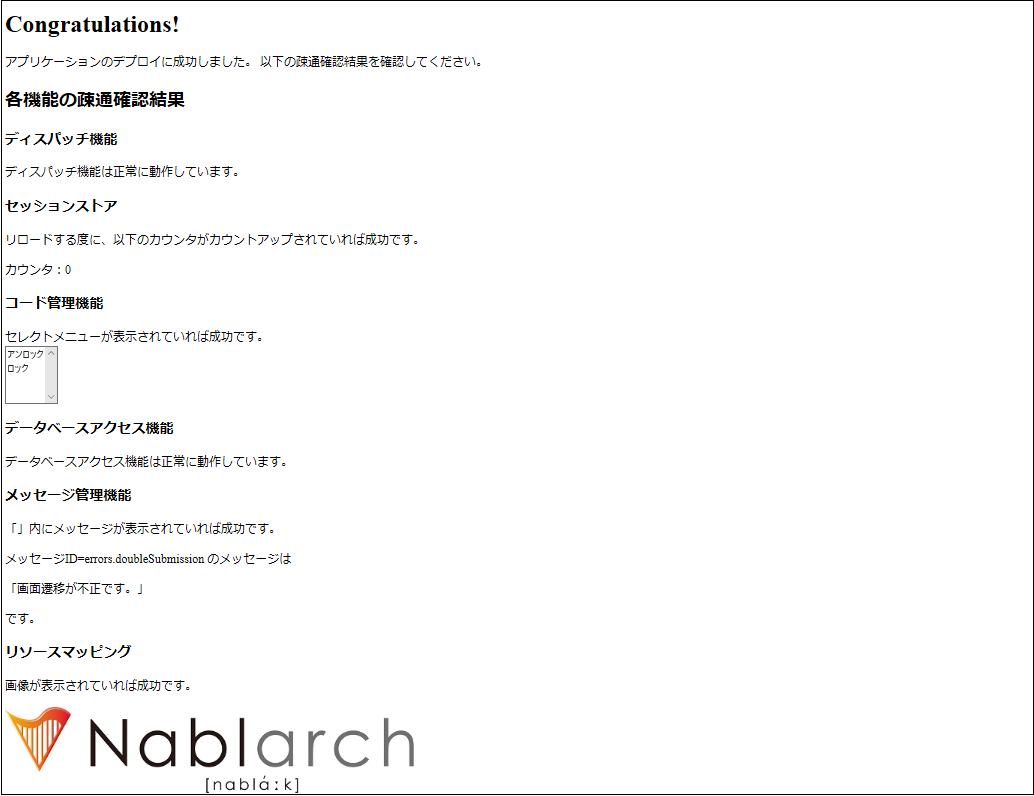 Congratulations!
アプリケーションのデプロイに成功しました。 以下の疎通確認結果を確認してください。
各機能の疎通確認結果
ディスパッチ機能
ディスパッチ機能は正常に動作しています。
セッションストア
リロードする度に、以下のカウンタがカウントアップされていれば成功です。
カウンタ：0
コード管理機能
セレクトメニューが表示されていれば成功です。
アンロック
ロック
データベースアクセス機能
データベースアクセス機能は正常に動作しています。
メッセージ管理機能
「」内にメッセージが表示されていれば成功です。
メッセージID=errors.doubleSubmission のメッセージは
「画面遷移が不正です。」
です。
リソースマッピング
画像が表示されていれば成功です。
Nablarch
[nablá:k]